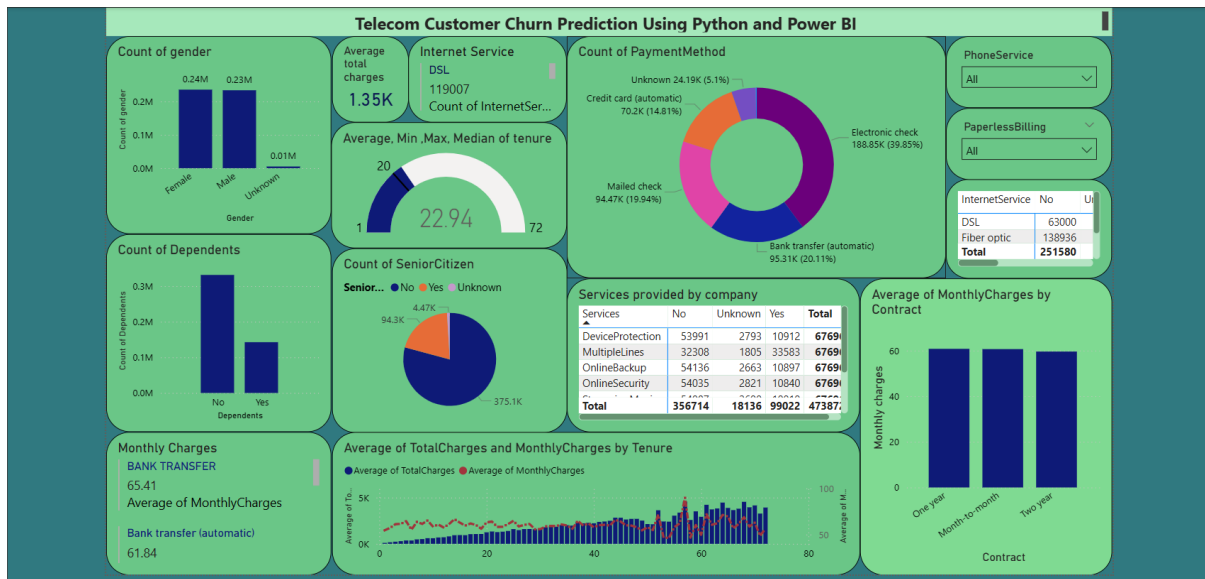 Telecom Customer Churn Prediction Using Python and Power BI
Count of gender
Count of gender
0.2M
0.1M
0.0M
0.24M
0.23M
0.01M
Female
Male
Unknown
Gender
Average
total
charges
1.35K
Internet Service
DSL
119007
Count of InternetSer...
Average, Min ,Max, Median of tenure
20
1
22.94
72
Count of PaymentMethod
Unknown 24.19K (5.1%)
Credit card (automatic)
70.2K (14.81%)
Electronic check
188.85K (39.85%)
Mailed check
94.47K (19.94%)
Bank transfer (automatic)
95.31K (20.11%)
PhoneService
All
PaperlessBilling
All
InternetService No
DSL 63000
Fiber optic 138936
Total 251580
Count of Dependents
Count of Dependents
0.3M
0.2M
0.1M
0.0M
No
Yes
Dependents
Count of SeniorCitizen
Senior... No Yes Unknown
4.47K
94.3K
375.1K
Services provided by company
Services No Unknown Yes Total
DeviceProtection 53991 2793 10912 6769
MultipleLines 32308 1805 33583 6769
OnlineBackup 54136 2663 10897 6769
OnlineSecurity 54035 2821 10840 6769
Total 356714 18136 99022 473872
Average of MonthlyCharges by
Contract
Monthly charges
60
40
20
0
One year
Month-to-month
Two year
Contract
Monthly Charges
BANK TRANSFER
65.41
Average of MonthlyCharges
Bank transfer (automatic)
61.84
Average of TotalCharges and MonthlyCharges by Tenure
Average of TotalCharges Average of MonthlyCharges
Average of To...
5K
0K
0
20
40
60
80
100
50
Average of M...